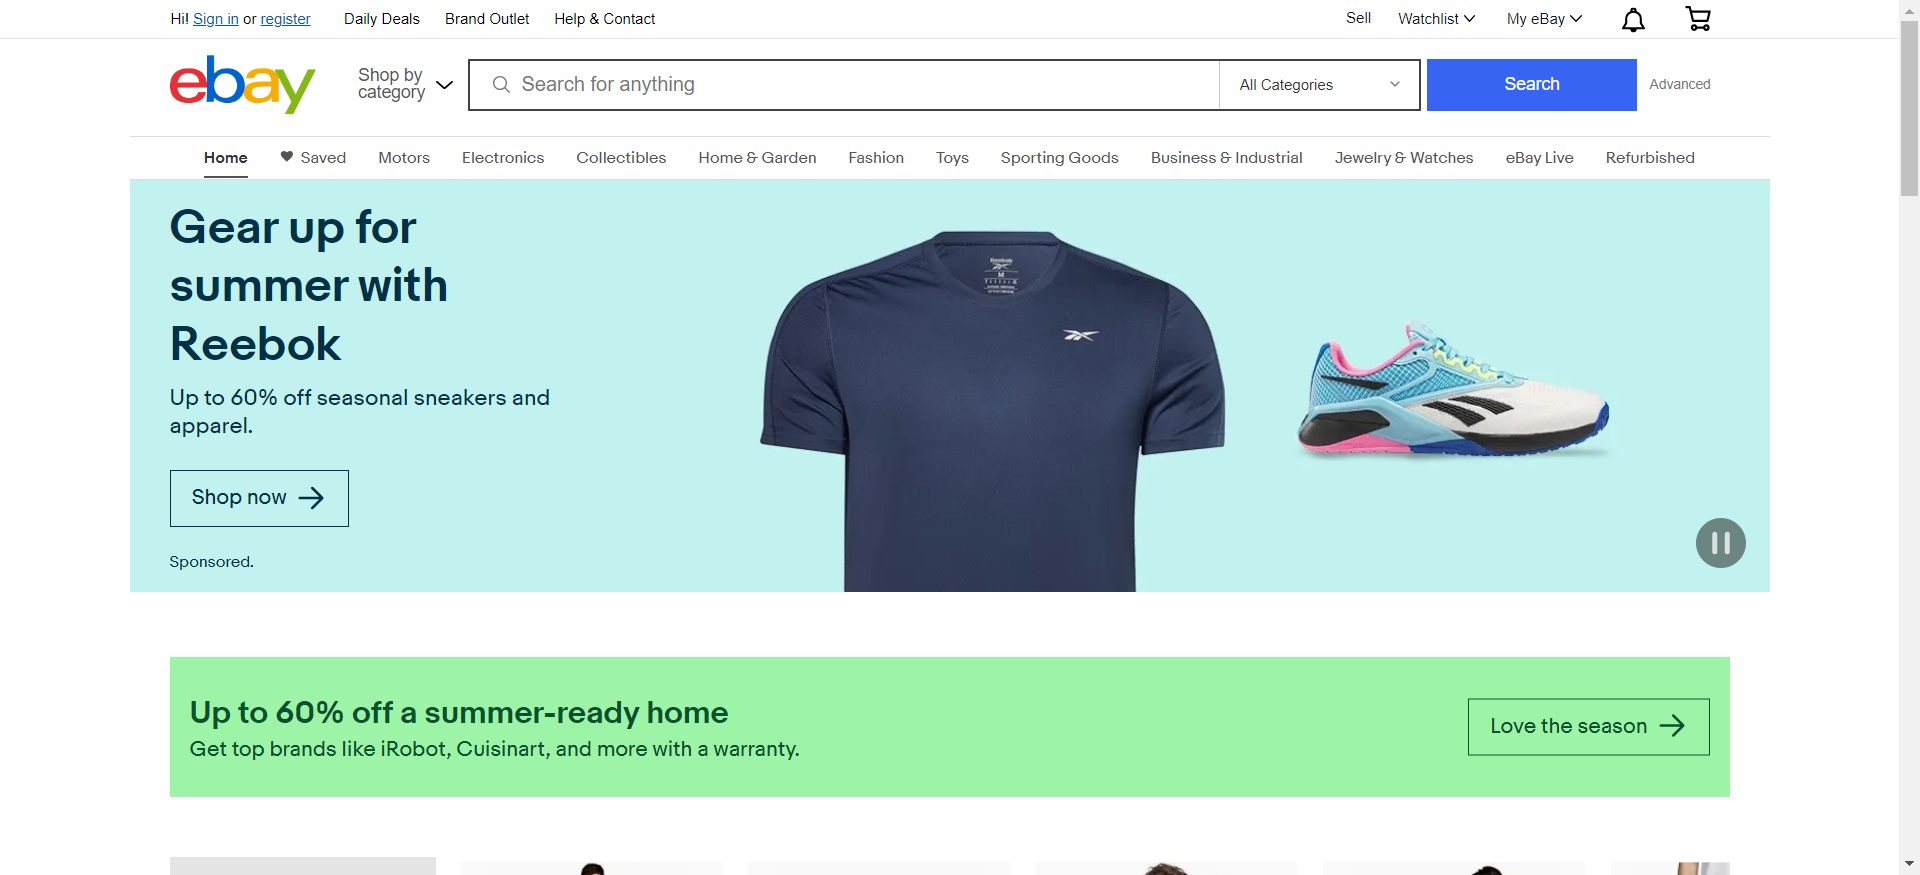 Hi! Sign in or register
Daily Deals
Brand Outlet
Help & Contact
Sell
Watchlist
My eBay
ebay
Shop by
category
Search for anything
All Categories
Search
Advanced
Home
Saved
Motors
Electronics
Collectibles
Home & Garden
Fashion
Toys
Sporting Goods
Business & Industrial
Jewelry & Watches
eBay Live
Refurbished
Gear up for
summer with
Reebok
Up to 60% off seasonal sneakers and
apparel.
Shop now
Sponsored.
Reebok
M
Up to 60% off a summer-ready home
Get top brands like iRobot, Cuisinart, and more with a warranty.
Love the season